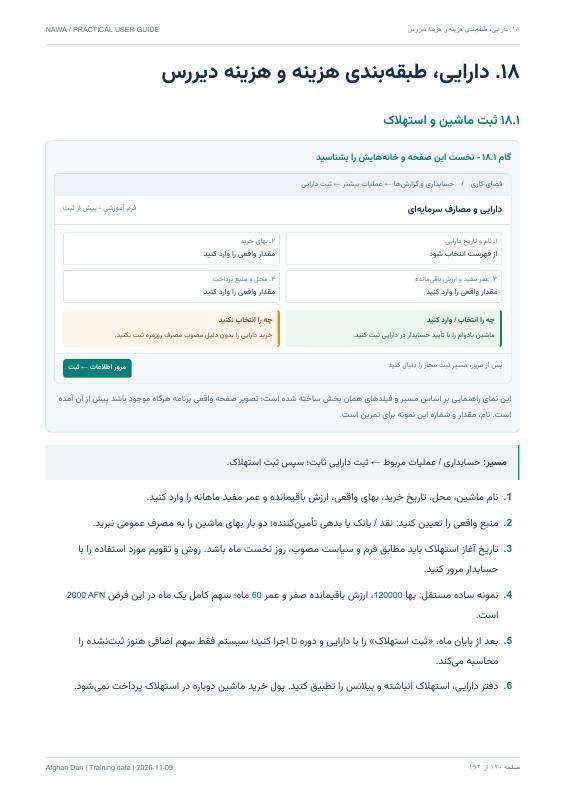 ۱۸. دارایی، طبقه‌بندی هزینه و هزینه دیررس
NAWA / PRACTICAL USER GUIDE
۱۸. دارایی، طبقه‌بندی هزینه و هزینه دیررس
۱۸.۱ ثبت ماشین و استهلاک
گام ۱۸.۱ - نخست این صفحه و خانه‌هایش را بشناسید
فضای کاری / حسابداری و گزارش‌ها ← عملیات بیشتر ← ثبت دارایی
دارایی و مصارف سرمایه‌ای
فرم آموزشی - پیش از ثبت
۱. نام و تاریخ دارایی
از فهرست انتخاب شود
۲. بهای خرید
مقدار واقعی را وارد کنید
۳. عمر مفید و ارزش باقی‌مانده
مقدار واقعی را وارد کنید
۴. محل و منبع پرداخت
مقدار واقعی را وارد کنید
چه را انتخاب / وارد کنید
ماشین بادوام را با تأیید حسابدار در دارایی ثبت کنید.
چه را انتخاب نکنید
خرید دارایی را بدون دلیل مصوب مصرف روزمره ثبت نکنید.
پس از مرور، مسیر ثبت مجاز را دنبال کنید
مرور اطلاعات ← ثبت
این نمای راهنمایی بر اساس مسیر و فیلدهای همان بخش ساخته شده است؛ تصویر صفحه واقعی برنامه هرگاه موجود باشد پیش از آن آمده
است. نام، مقدار و شماره این نمونه برای تمرین است.
مسیر: حسابداری / عملیات مربوط ← ثبت دارایی ثابت؛ سپس ثبت استهلاک.
1. نام ماشین، محل، تاریخ خرید، بهای واقعی، ارزش باقیمانده و عمر مفید ماهانه را وارد کنید.
2. منبع واقعی را تعیین کنید: نقد / بانک یا بدهی تأمین‌کننده؛ دو بار بهای ماشین را به مصرف عمومی نبرید.
3. تاریخ آغاز استهلاک باید مطابق فرم و سیاست مصوب، روز نخست ماه باشد. روش و تقویم مورد استفاده را با
حسابدار مرور کنید.
4. نمونه ساده مستقل: بها 120000، ارزش باقیمانده صفر و عمر 60 ماه؛ سهم کامل یک ماه در این فرض 2000 AFN
است.
5. بعد از پایان ماه، «ثبت استهلاک» را با دارایی و دوره تا اجرا کنید؛ سیستم فقط سهم اضافی هنوز ثبت‌نشده را
محاسبه می‌کند.
6. دفتر دارایی، استهلاک انباشته و بیلانس را تطبیق کنید. پول خرید ماشین دوباره در استهلاک پرداخت نمی‌شود.
صفحه ۱۲۰ از ۱۹۲
Afghan Dari | Training data | 2026-11-09